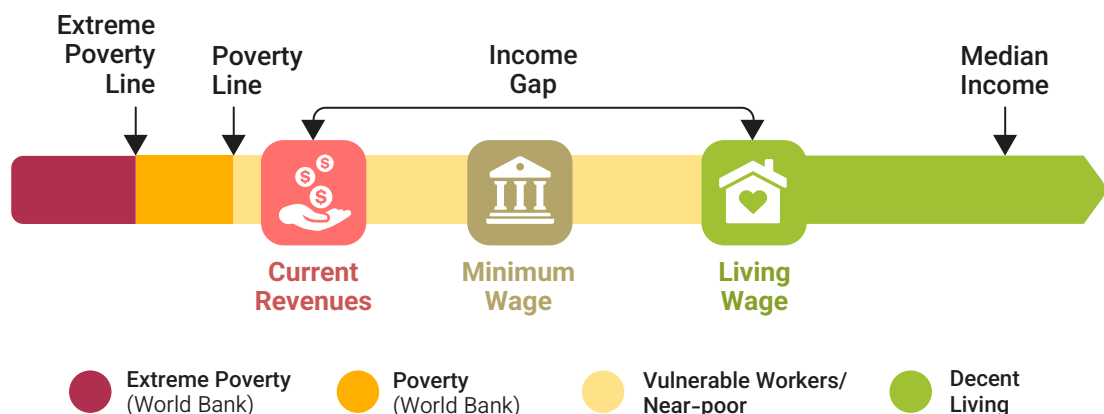 Extreme
Poverty
Line
Poverty
Line
Income
Gap
Median
Income
$
$
$
Current
Revenues
Minimum
Wage
Living
Wage
Extreme Poverty
(World Bank)
Poverty
(World Bank)
Vulnerable Workers/
Near-poor
Decent
Living